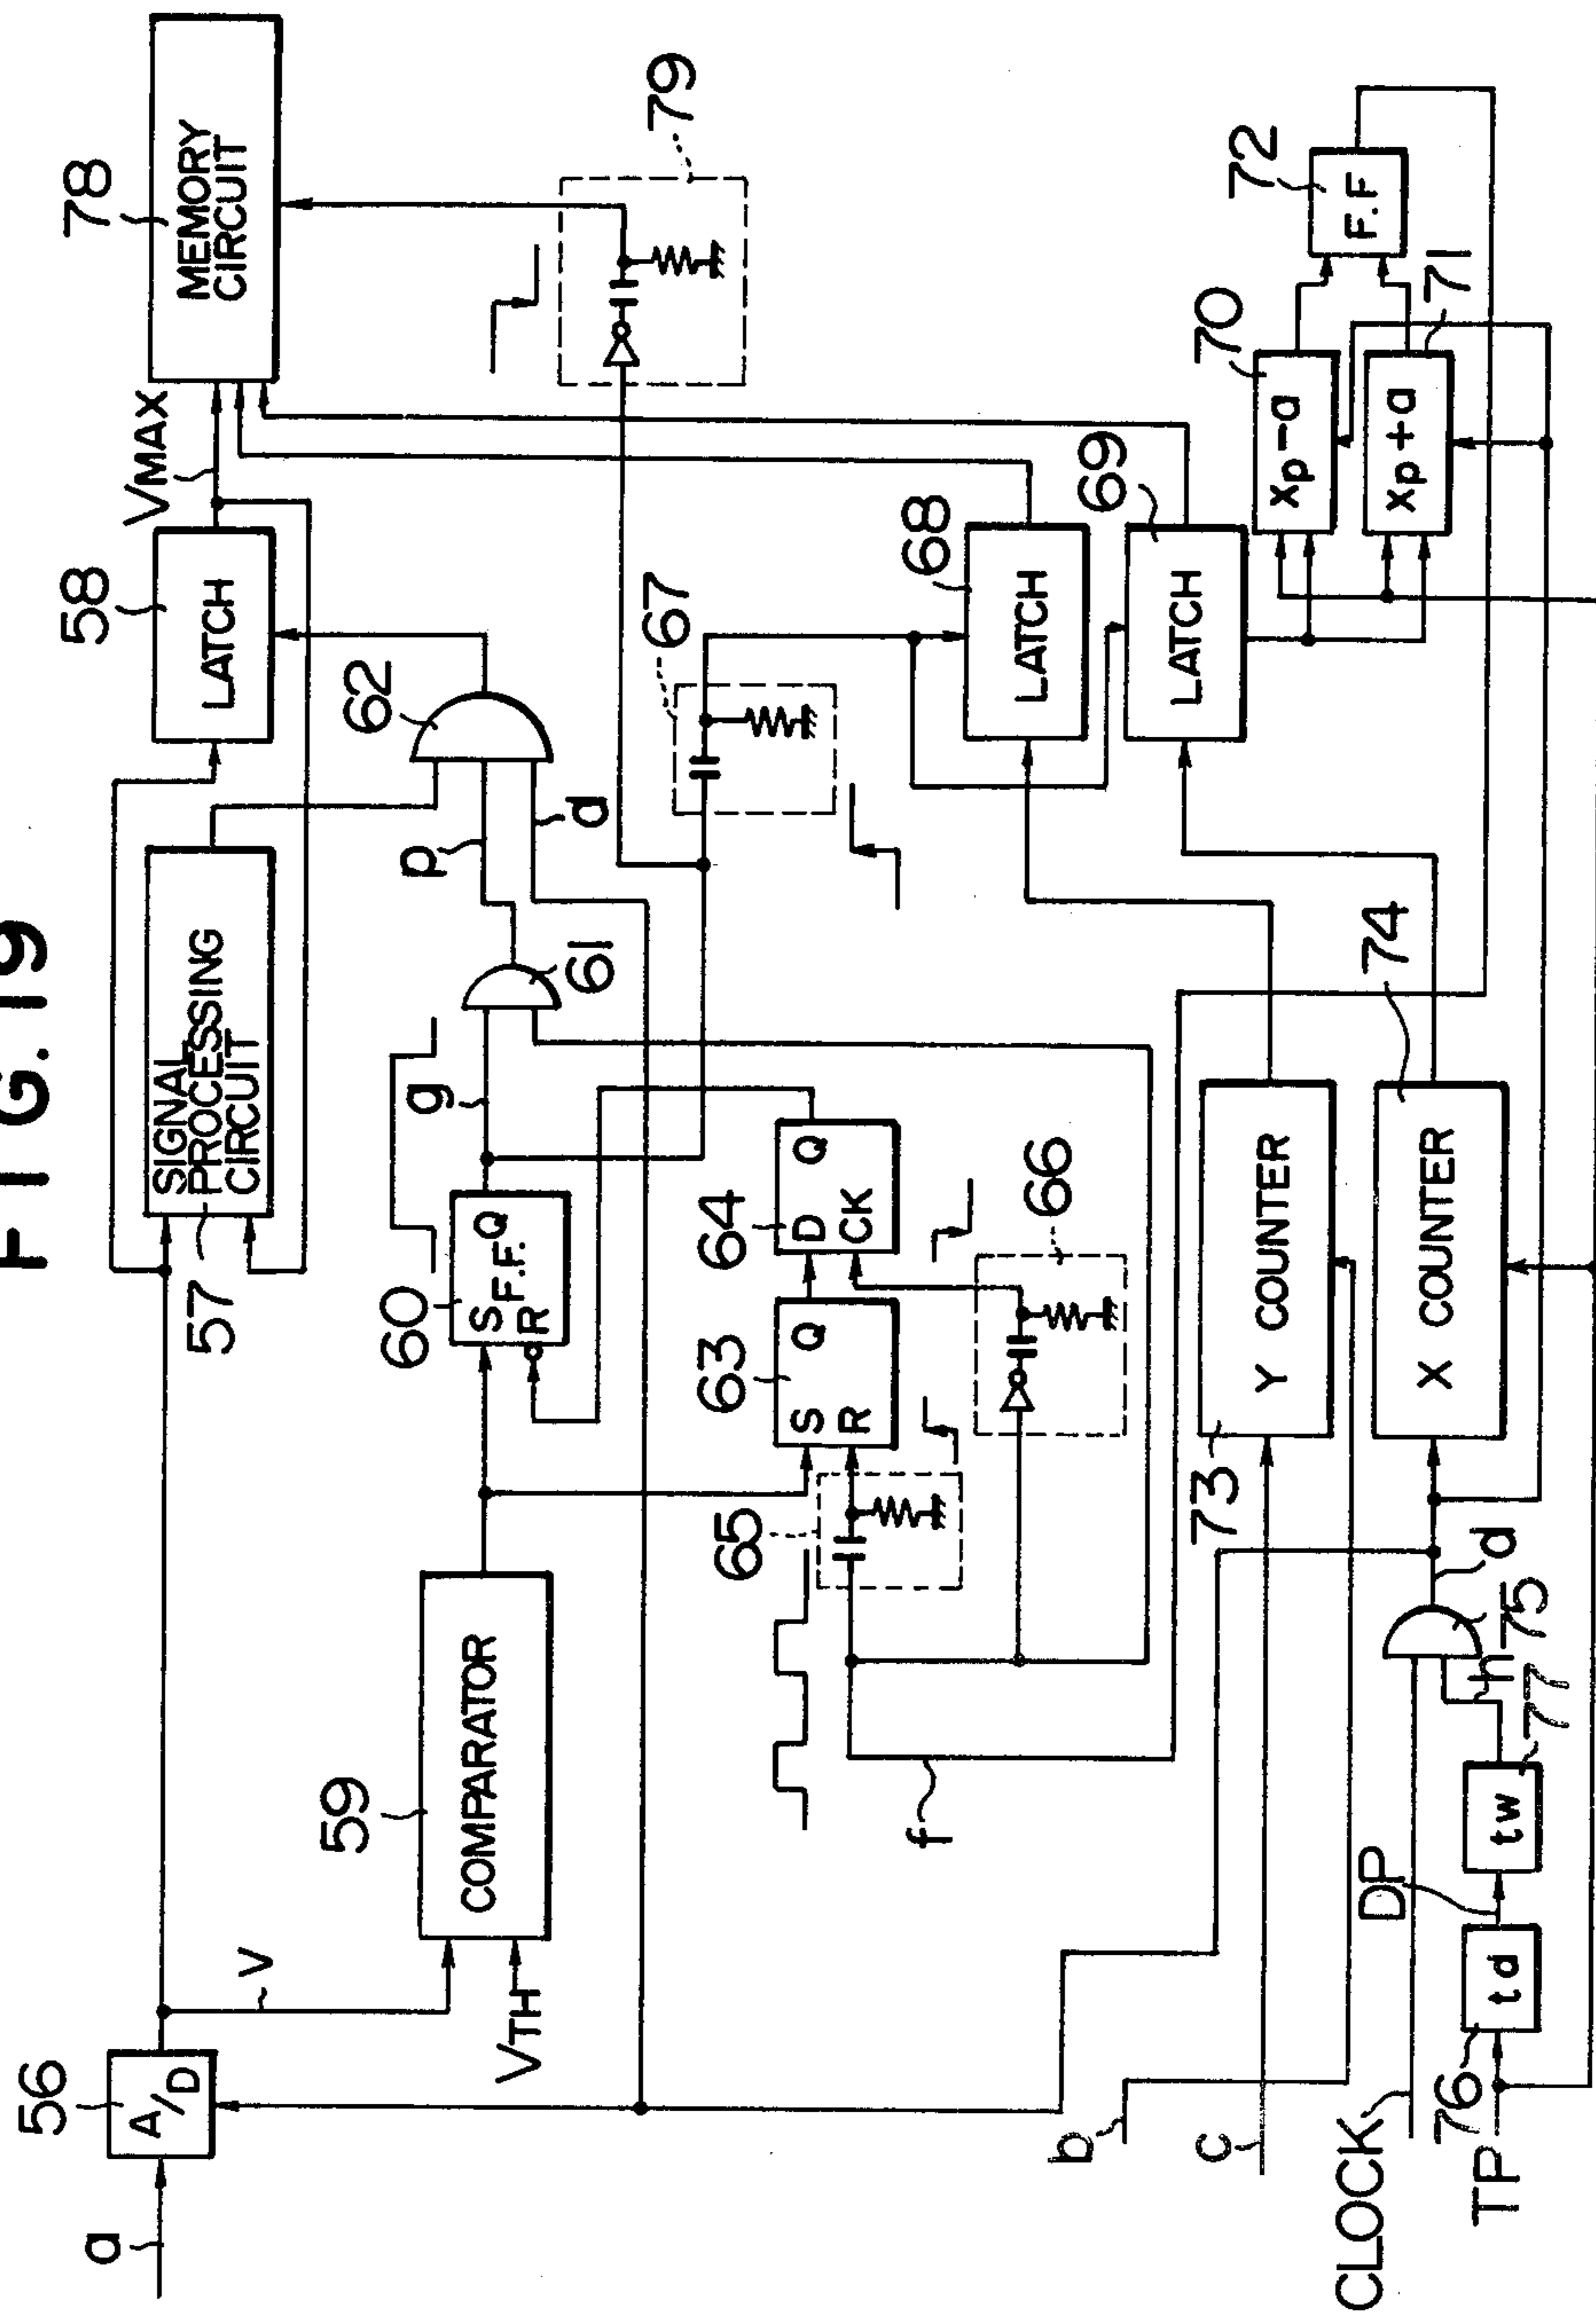 FIG. 19
78
MEMORY
CIRCUIT
79
VMAX
58
LATCH
62
67
p
d
SIGNAL
PROCESSING
CIRCUIT
57
61
g
60
S Q
F.F.
R
64
D Q
CK
63
S Q
R
66
65
59
COMPARATOR
v
VTH
56
A/D
a
68
LATCH
69
LATCH
70
xp-a
71
xp+a
72
F.F
74
X COUNTER
73
Y COUNTER
f
d
75
h
77
tw
DP
td
76
b
c
CLOCK
TP